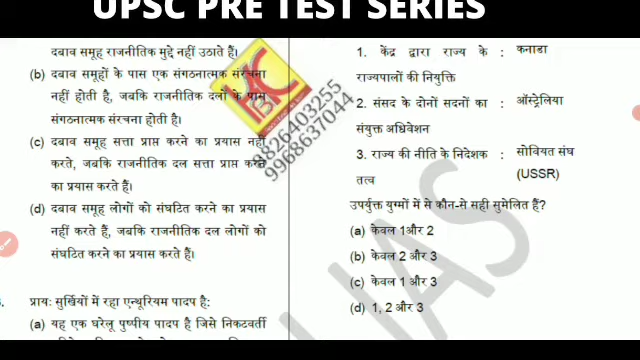 UPSC PRE TEST SERIES
दबाव समूह राजनीतिक मुद्दे नहीं उठाते हैं।
(b) दबाव समूहों के पास एक संगठनात्मक संरचना
नहीं होती है, जबकि राजनीतिक दलों के पास
संगठनात्मक संरचना होती है।
(c) दबाव समूह सत्ता प्राप्त करने का प्रयास नहीं
करते, जबकि राजनीतिक दल सत्ता प्राप्त करने
का प्रयास करते हैं।
(d) दबाव समूह लोगों को संघटित करने का प्रयास
नहीं करते हैं, जबकि राजनीतिक दल लोगों को
संघटित करने का प्रयास करते हैं।
प्रायः सुर्खियों में रहा एन्थूरियम पादप है:
(a) यह एक घरेलू पुष्पीय पादप है जिसे निकटवर्ती
8826403255
9968637044
1. केंद्र द्वारा राज्य के : कनाडा
राज्यपालों की नियुक्ति
2. संसद के दोनों सदनों का : ऑस्ट्रेलिया
संयुक्त अधिवेशन
3. राज्य की नीति के निदेशक : सोवियत संघ
तत्व (USSR)
उपर्युक्त युग्मों में से कौन-से सही सुमेलित हैं?
(a) केवल 1और 2
(b) केवल 2 और 3
(c) केवल 1 और 3
(d) 1, 2 और 3
IAS